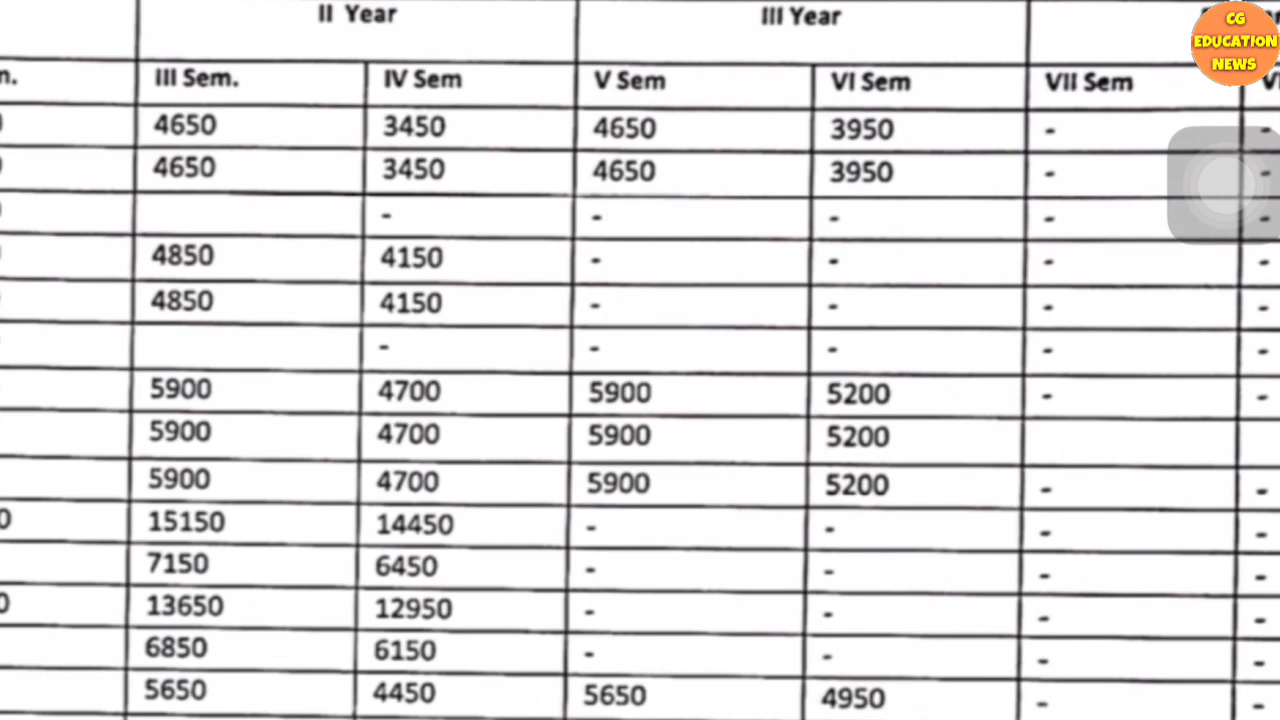 II Year III Year
CG
EDUCATION
NEWS
III Sem. IV Sem V Sem VI Sem VII Sem
4650 3450 4650 3950 - -
4650 3450 4650 3950 - -
- - - - -
4850 4150 - - - -
4850 4150 - - - -
- - - - -
5900 4700 5900 5200 - -
5900 4700 5900 5200
5900 4700 5900 5200 - -
15150 14450 - - - -
7150 6450 - - - -
13650 12950 - - - -
6850 6150 - - - -
5650 4450 5650 4950 - -